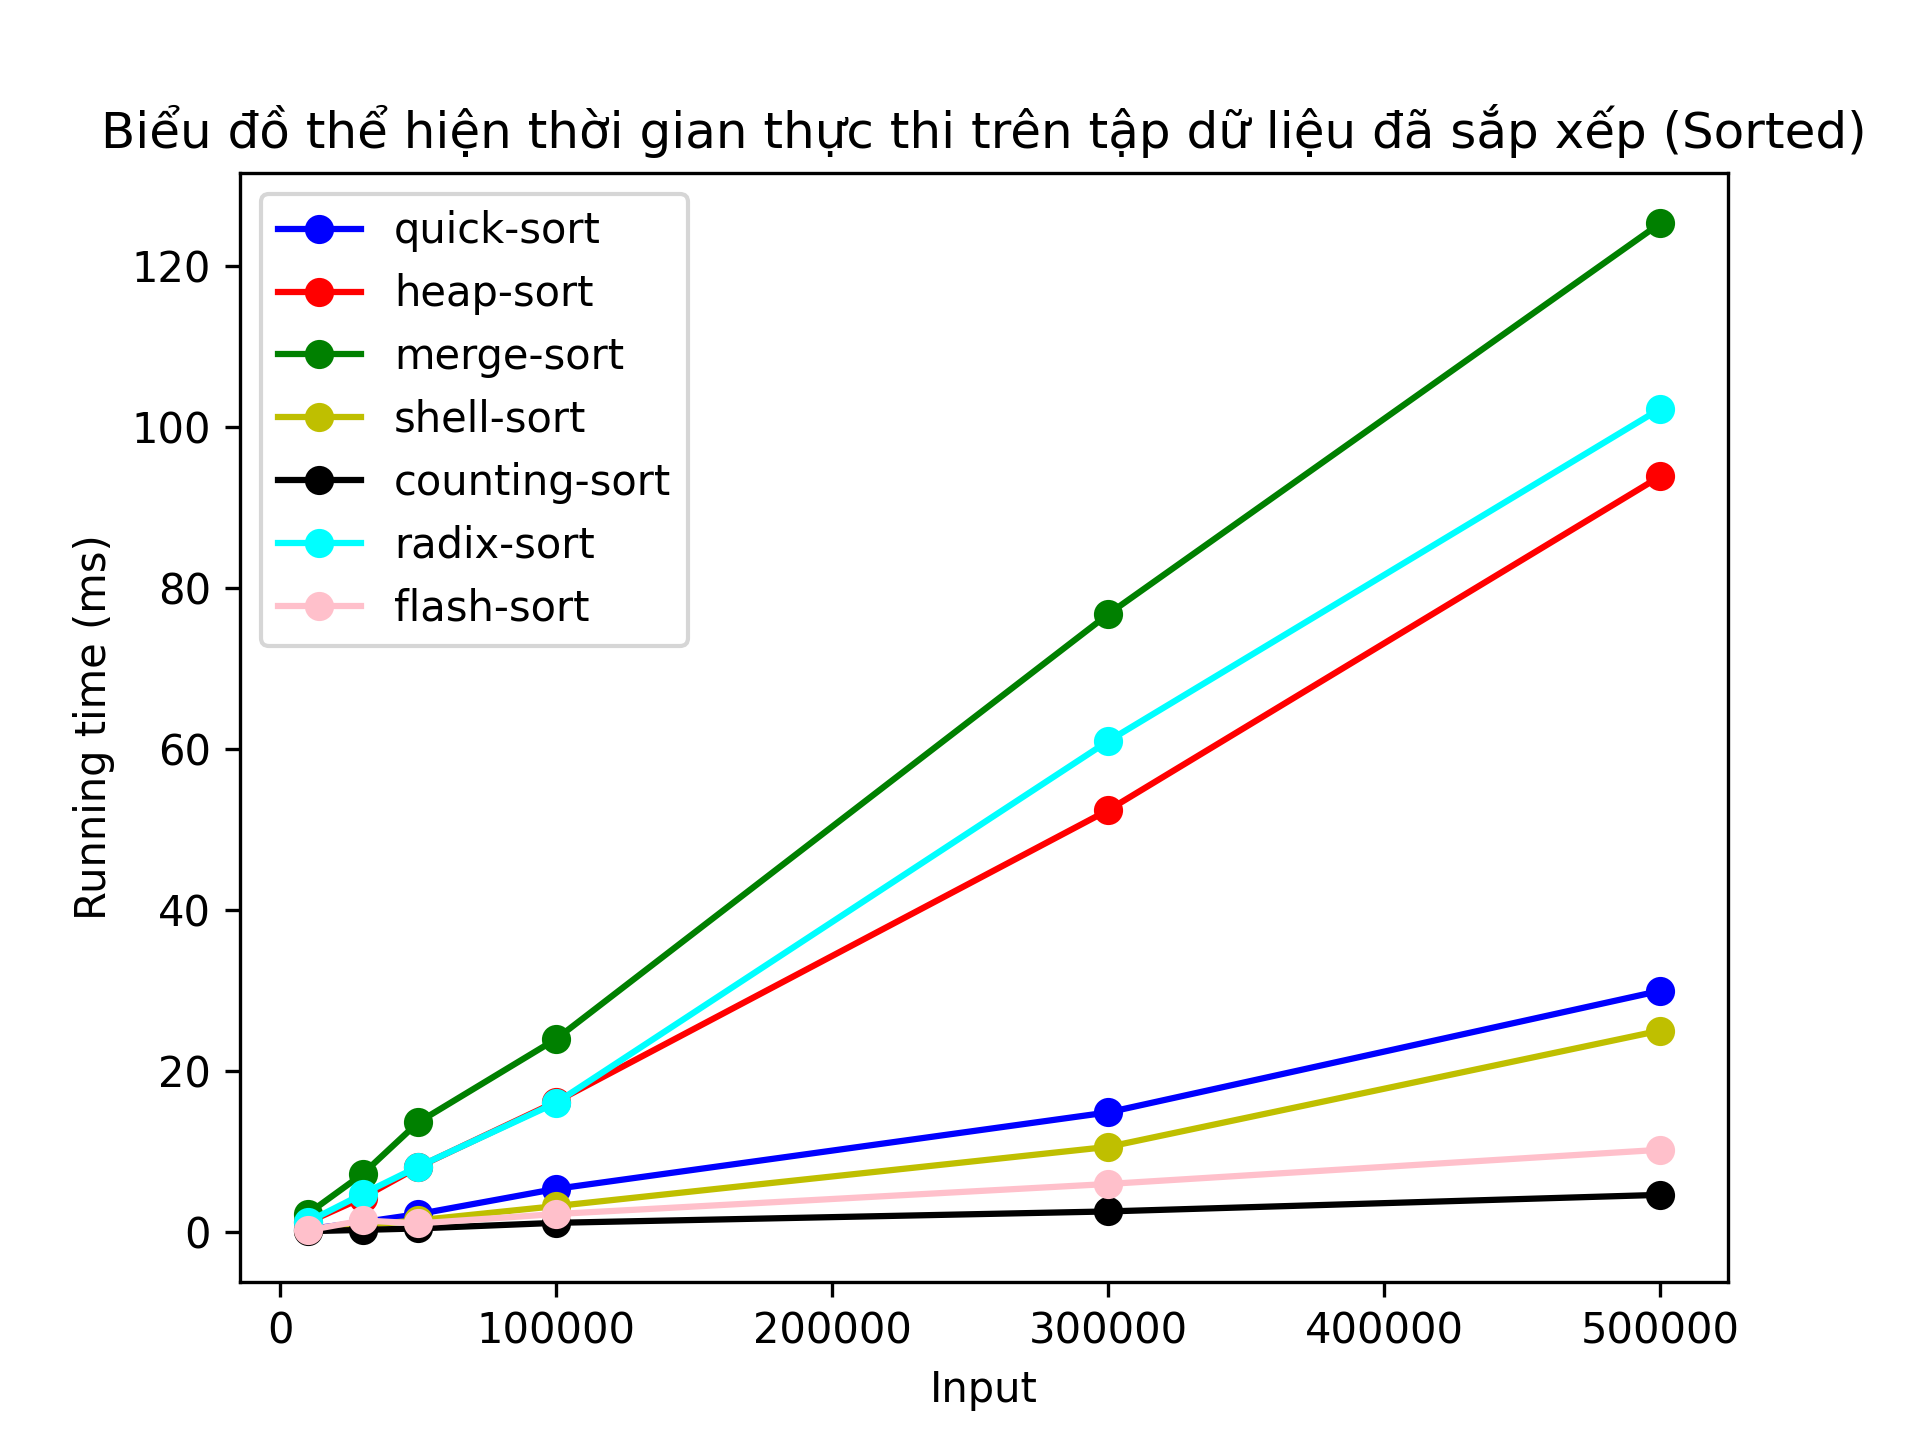 Biểu đồ thể hiện thời gian thực thi trên tập dữ liệu đã sắp xếp (Sorted)
quick-sort
heap-sort
merge-sort
shell-sort
counting-sort
radix-sort
flash-sort
Running time (ms)
120
100
80
60
40
20
0
0 100000 200000 300000 400000 500000
Input